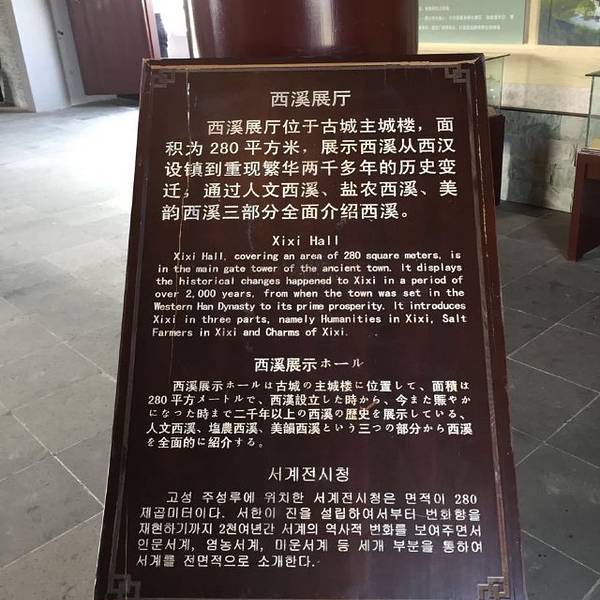 西溪展厅
西溪展厅位于古城主城楼，面
积为 280 平方米，展示西溪从西汉
设镇到重现繁华两千多年的历史变
迁，通过人文西溪、盐农西溪、美
韵西溪三部分全面介绍西溪。
Xixi Hall
Xixi Hall, covering an area of 280 square meters, is
in the main gate tower of the ancient town. It displays
the historical changes happened to Xixi in a period of
over 2,000 years, from when the town was set in the
Western Han Dynasty to its prime prosperity. It introduces
Xixi in three parts, namely Humanities in Xixi, Salt
Farmers in Xixi and Charms of Xixi.
西溪展示ホール
西溪展示ホールは古城の主城楼に位置して、面積は
280 平方メートルで、西漢設立した時から、今また賑やか
になった時まで二千年以上の西溪の歴史を展示している、
人文西溪、塩農西溪、美韻西溪という三つの部分から西溪
を全面的に紹介する。
서계전시청
고성 주성루에 위치한 서계전시청은 면적이 280
제곱미터이다. 서한이 진을 설립하여서부터 번화함을
재현하기까지 2천여년간 서계의 역사적 변화를 보여주면서
인문서계, 염농서계, 미운서계 등 세개 부분을 통하여
서계를 전면적으로 소개한다.